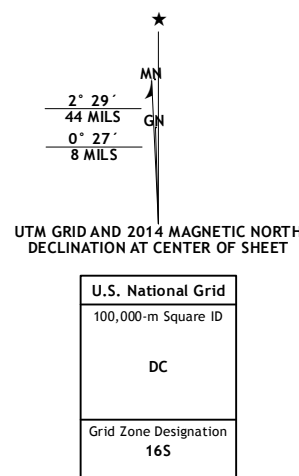 ★
MN
2° 29´
44 MILS
GN
0° 27´
8 MILS
UTM GRID AND 2014 MAGNETIC NORTH
DECLINATION AT CENTER OF SHEET
U.S. National Grid
100,000-m Square ID
DC
Grid Zone Designation
16S